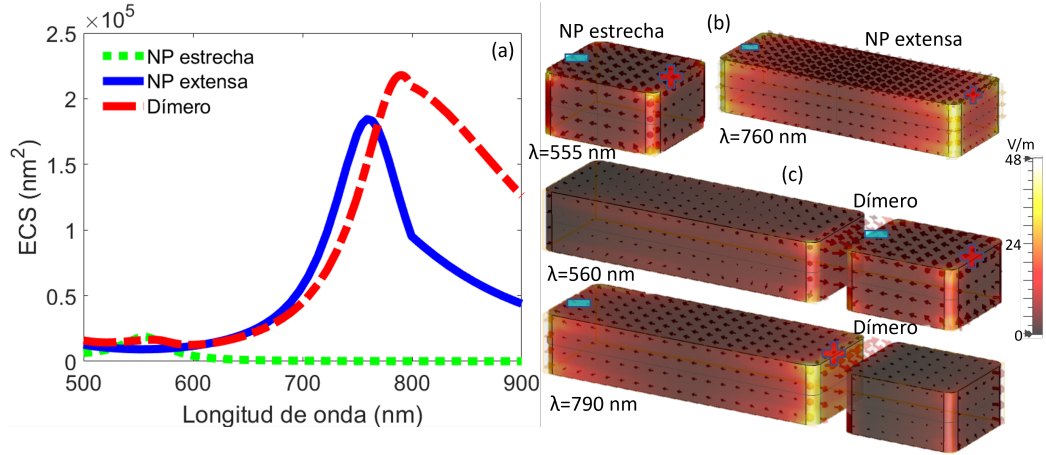 ×10⁵
(a)
NP estrecha
NP extensa
Dímero
2.5
2
1.5
1
0.5
0
ECS (nm²)
500
600
700
800
900
Longitud de onda (nm)
(b)
NP estrecha
NP extensa
λ=555 nm
λ=760 nm
V/m
48
24
0
(c)
Dímero
λ=560 nm
Dímero
λ=790 nm